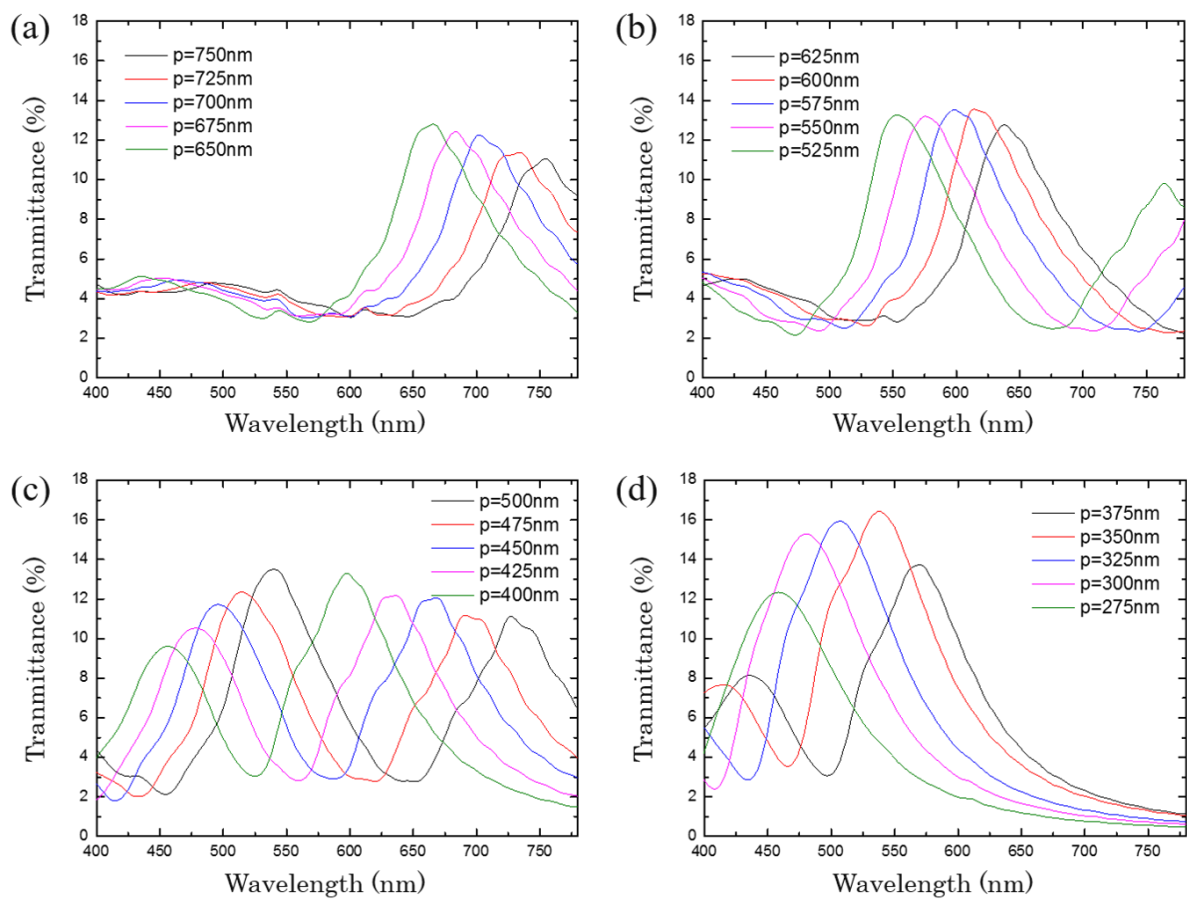 (a)
18
16
14
12
10
8
6
4
2
0
Tranmittance (%)
p=750nm
p=725nm
p=700nm
p=675nm
p=650nm
400 450 500 550 600 650 700 750
Wavelength (nm)
(b)
18
16
14
12
10
8
6
4
2
0
Tranmittance (%)
p=625nm
p=600nm
p=575nm
p=550nm
p=525nm
400 450 500 550 600 650 700 750
Wavelength (nm)
(c)
18
16
14
12
10
8
6
4
2
0
Tranmittance (%)
p=500nm
p=475nm
p=450nm
p=425nm
p=400nm
400 450 500 550 600 650 700 750
Wavelength (nm)
(d)
18
16
14
12
10
8
6
4
2
0
Tranmittance (%)
p=375nm
p=350nm
p=325nm
p=300nm
p=275nm
400 450 500 550 600 650 700 750
Wavelength (nm)